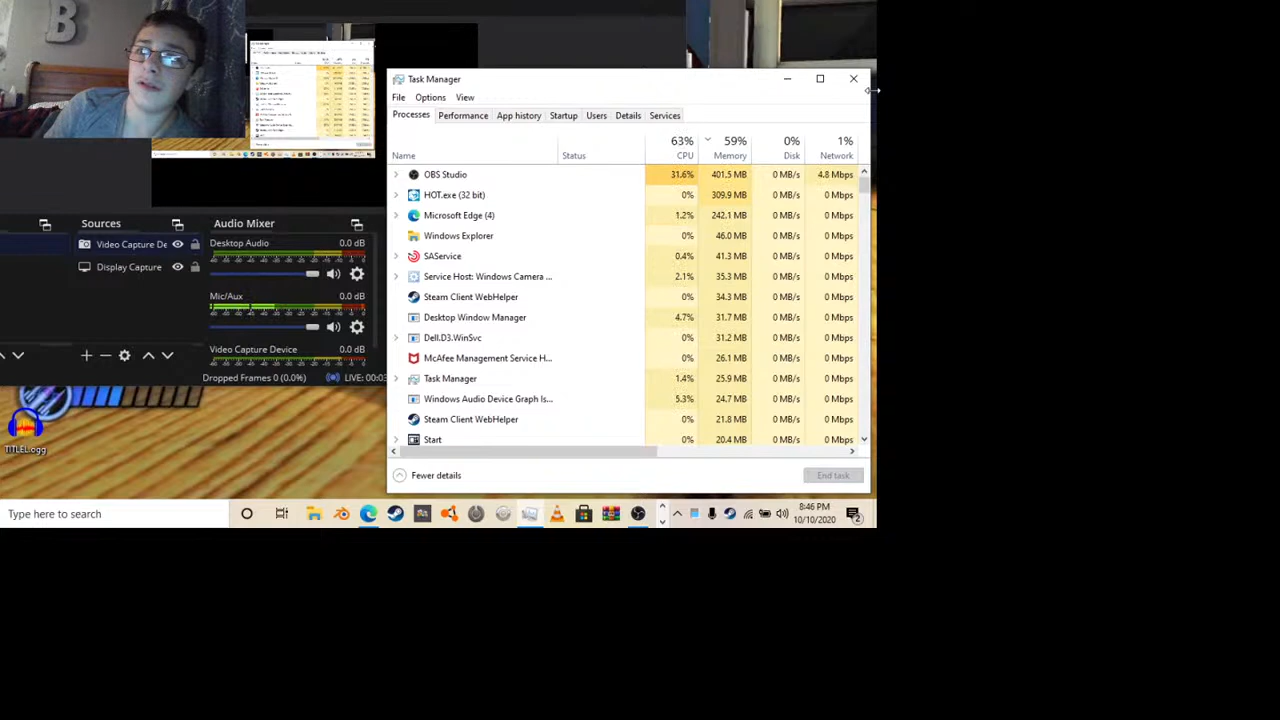 B
Task Manager
File Options View
Processes Performance App history Startup Users Details Services
63% 59% 0% 1%
Name Status CPU Memory Disk Network
OBS Studio 31.6% 401.5 MB 0 MB/s 4.8 Mbps
HOT.exe (32 bit) 0% 309.9 MB 0 MB/s 0 Mbps
Microsoft Edge (4) 1.2% 242.1 MB 0 MB/s 0 Mbps
Windows Explorer 0% 46.0 MB 0 MB/s 0 Mbps
SAService 0.4% 41.3 MB 0 MB/s 0 Mbps
Service Host: Windows Camera ... 2.1% 35.3 MB 0 MB/s 0 Mbps
Steam Client WebHelper 0% 34.3 MB 0 MB/s 0 Mbps
Desktop Window Manager 4.7% 31.7 MB 0 MB/s 0 Mbps
Dell.D3.WinSvc 0% 31.2 MB 0 MB/s 0 Mbps
McAfee Management Service H... 0% 26.1 MB 0 MB/s 0 Mbps
Task Manager 1.4% 25.9 MB 0 MB/s 0 Mbps
Windows Audio Device Graph Is... 5.3% 24.7 MB 0 MB/s 0 Mbps
Steam Client WebHelper 0% 21.8 MB 0 MB/s 0 Mbps
Start 0% 20.4 MB 0 MB/s 0 Mbps
Fewer details End task
Sources Audio Mixer
Video Capture De
Display Capture
Desktop Audio 0.0 dB
Mic/Aux 0.0 dB
Video Capture Device 0.0 dB
Dropped Frames 0 (0.0%) LIVE: 00:03
TITLEL.ogg
Type here to search
8:46 PM
10/10/2020
2